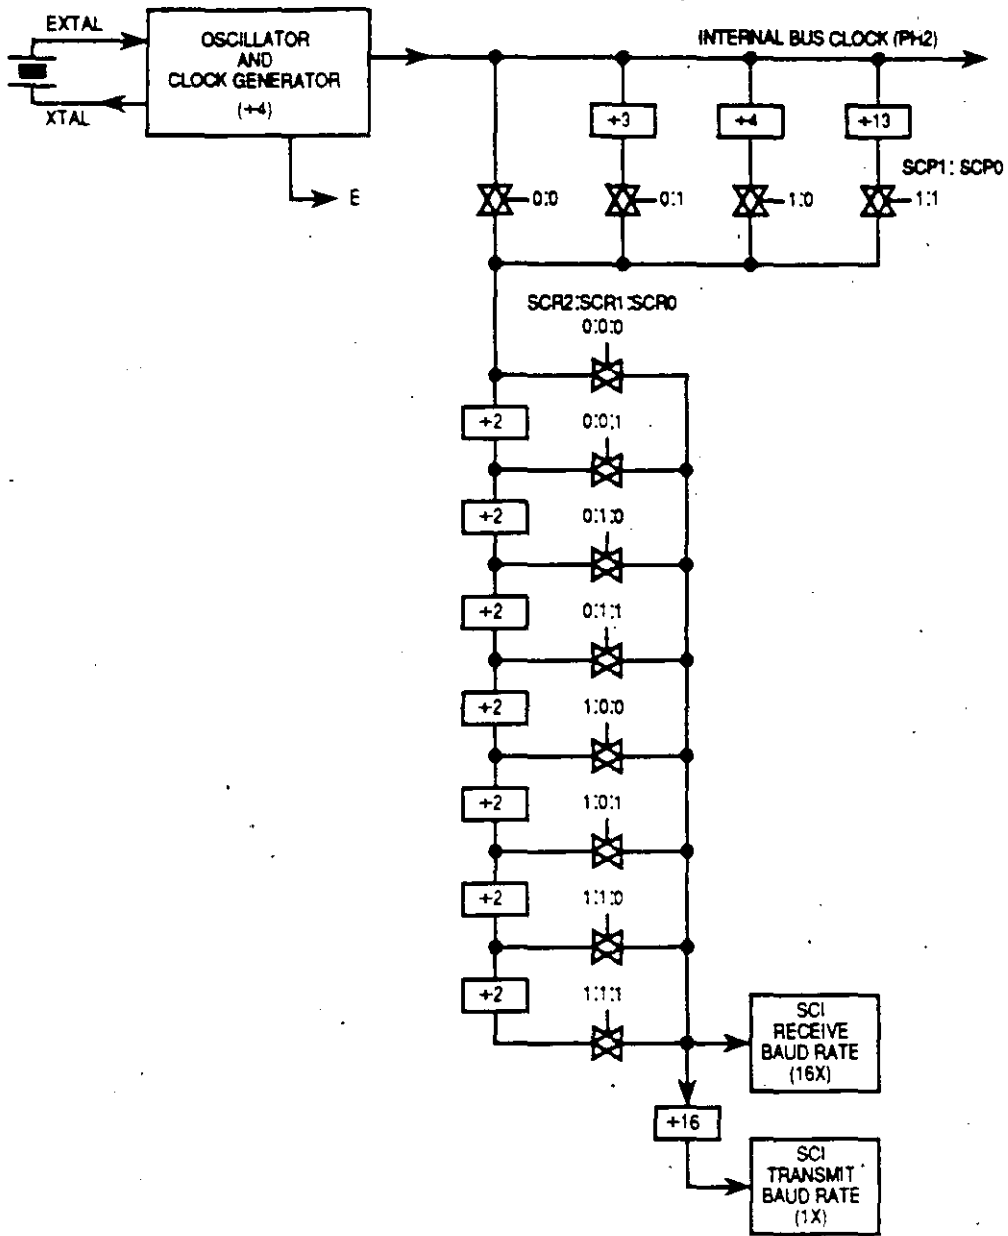 EXTAL
XTAL
OSCILLATOR
AND
CLOCK GENERATOR
(÷4)
E
INTERNAL BUS CLOCK (PH2)
÷3
÷4
÷13
SCP1: SCP0
0:0
0:1
1:0
1:1
SCR2:SCR1:SCR0
0:0:0
÷2
0:0:1
÷2
0:1:0
÷2
0:1:1
÷2
1:0:0
÷2
1:0:1
÷2
1:1:0
÷2
1:1:1
SCI
RECEIVE
BAUD RATE
(16X)
÷16
SCI
TRANSMIT
BAUD RATE
(1X)